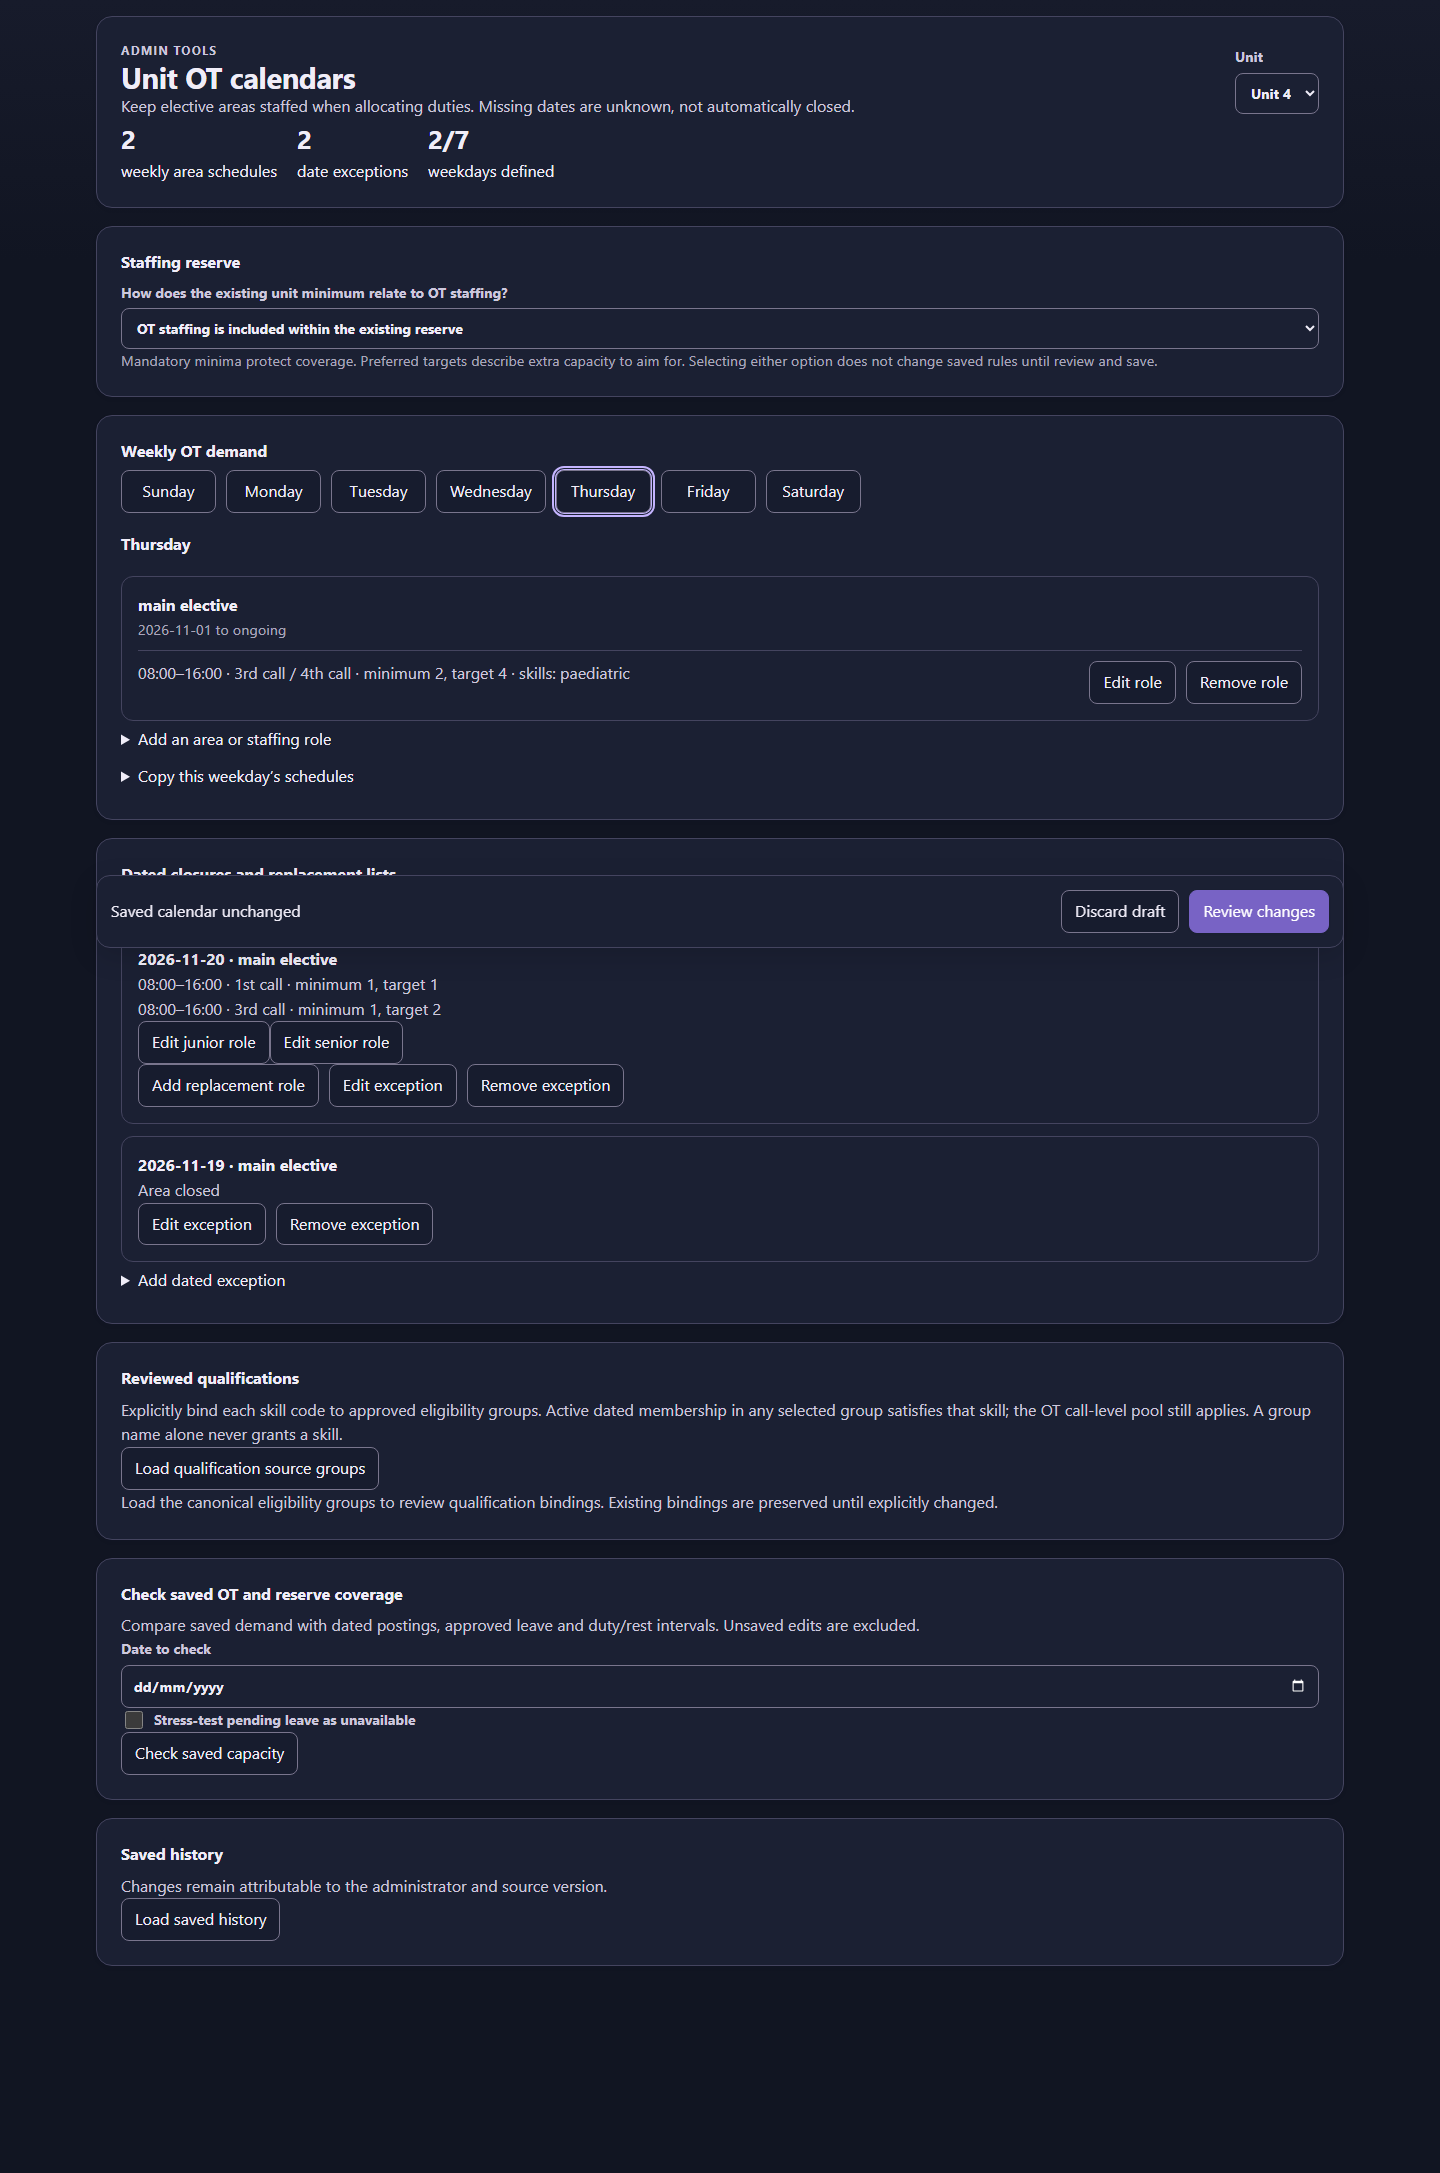 ADMIN TOOLS
Unit OT calendars
Keep elective areas staffed when allocating duties. Missing dates are unknown, not automatically closed.
Unit
Unit 4
2
weekly area schedules
2
date exceptions
2/7
weekdays defined
Staffing reserve
How does the existing unit minimum relate to OT staffing?
OT staffing is included within the existing reserve
Mandatory minima protect coverage. Preferred targets describe extra capacity to aim for. Selecting either option does not change saved rules until review and save.
Weekly OT demand
Sunday Monday Tuesday Wednesday Thursday Friday Saturday
Thursday
main elective
2026-11-01 to ongoing
08:00–16:00 · 3rd call / 4th call · minimum 2, target 4 · skills: paediatric
Edit role Remove role
Add an area or staffing role
Copy this weekday’s schedules
Dated closures and replacement lists
Saved calendar unchanged
Discard draft Review changes
2026-11-20 · main elective
08:00–16:00 · 1st call · minimum 1, target 1
08:00–16:00 · 3rd call · minimum 1, target 2
Edit junior role Edit senior role
Add replacement role Edit exception Remove exception
2026-11-19 · main elective
Area closed
Edit exception Remove exception
Add dated exception
Reviewed qualifications
Explicitly bind each skill code to approved eligibility groups. Active dated membership in any selected group satisfies that skill; the OT call-level pool still applies. A group
name alone never grants a skill.
Load qualification source groups
Load the canonical eligibility groups to review qualification bindings. Existing bindings are preserved until explicitly changed.
Check saved OT and reserve coverage
Compare saved demand with dated postings, approved leave and duty/rest intervals. Unsaved edits are excluded.
Date to check
dd/mm/yyyy
Stress-test pending leave as unavailable
Check saved capacity
Saved history
Changes remain attributable to the administrator and source version.
Load saved history